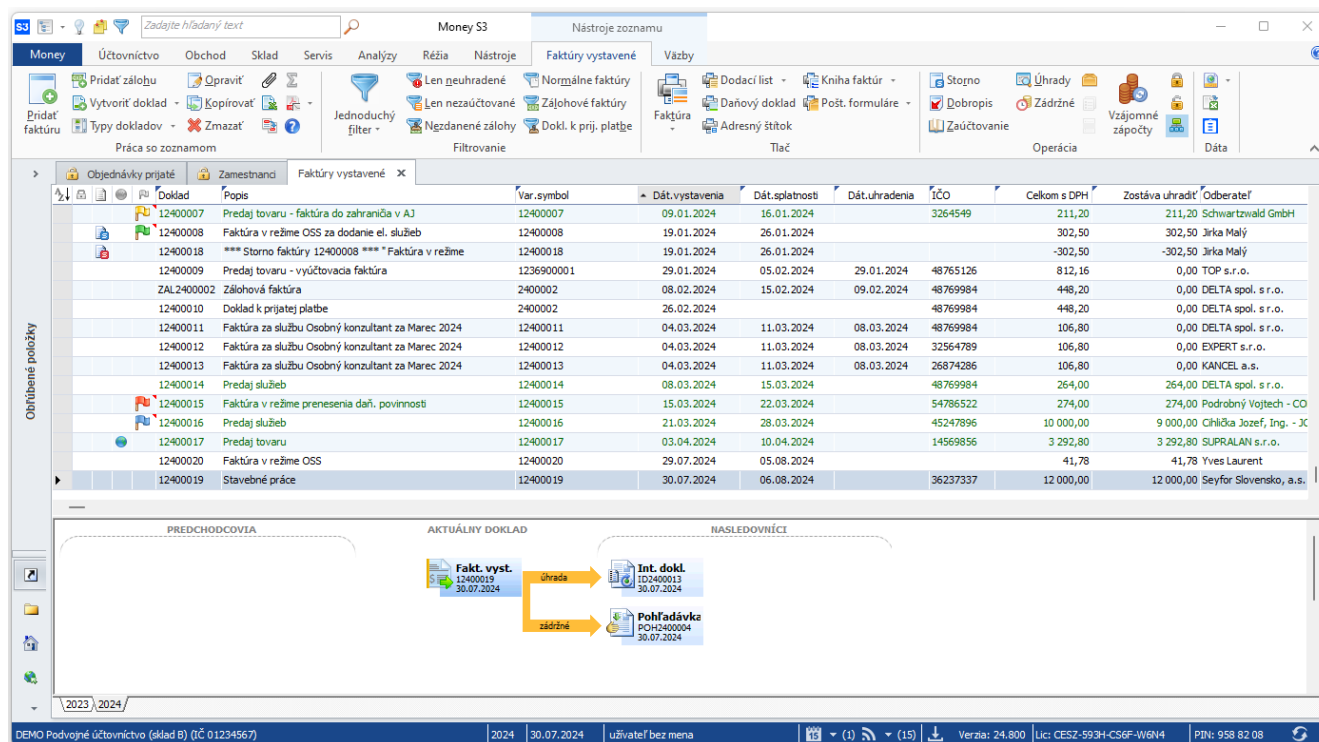 S3 Zadajte hľadaný text Money S3 Nástroje zoznamu
Money Účtovníctvo Obchod Sklad Servis Analýzy Réžia Nástroje Faktúry vystavené Väzby
Pridať zálohu Opraviť Len neuhradené Normálne faktúry Dodací list Kniha faktúr Storno Úhrady
Vytvoriť doklad Kopírovať Len nezaúčtované Zálohové faktúry Daňový doklad Pošt. formuláre Dobropis Zádržné
Typy dokladov Zmazať Nezdanené zálohy Dokl. k prij. platbe Adresný štítok Zaúčtovanie
Pridať faktúru Jednoduchý filter Faktúra Vzájomné zápočty
Práca so zoznamom Filtrovanie Tlač Operácia Dáta
Objednávky prijaté Zamestnanci Faktúry vystavené
Doklad Popis Var.symbol Dát.vystavenia Dát.splatnosti Dát.uhradenia IČO Celkom s DPH Zostáva uhradiť Odberateľ
12400007 Predaj tovaru - faktúra do zahraničia v AJ 12400007 09.01.2024 16.01.2024 3264549 211,20 211,20 Schwartzwald GmbH
12400008 Faktúra v režime OSS za dodanie el. služieb 12400008 19.01.2024 26.01.2024 302,50 302,50 Jirka Malý
12400018 *** Storno faktúry 12400008 *** "Faktúra v režime 12400018 19.01.2024 26.01.2024 -302,50 -302,50 Jirka Malý
12400009 Predaj tovaru - vyúčtovacia faktúra 1236900001 29.01.2024 05.02.2024 29.01.2024 48765126 812,16 0,00 TOP s.r.o.
ZAL2400002 Zálohová faktúra 2400002 08.02.2024 15.02.2024 09.02.2024 48769984 448,20 0,00 DELTA spol. s r.o.
12400010 Doklad k prijatej platbe 2400002 26.02.2024 48769984 448,20 0,00 DELTA spol. s r.o.
12400011 Faktúra za službu Osobný konzultant za Marec 2024 12400011 04.03.2024 11.03.2024 08.03.2024 48769984 106,80 0,00 DELTA spol. s r.o.
12400012 Faktúra za službu Osobný konzultant za Marec 2024 12400012 04.03.2024 11.03.2024 08.03.2024 32564789 106,80 0,00 EXPERT s.r.o.
12400013 Faktúra za službu Osobný konzultant za Marec 2024 12400013 04.03.2024 11.03.2024 08.03.2024 26874286 106,80 0,00 KANCEL a.s.
12400014 Predaj služieb 12400014 08.03.2024 15.03.2024 48769984 264,00 264,00 DELTA spol. s r.o.
12400015 Faktúra v režime prenesenia daň. povinnosti 12400015 15.03.2024 22.03.2024 54786522 274,00 274,00 Podrobný Vojtech - CO
12400016 Predaj služieb 12400016 21.03.2024 28.03.2024 45247896 10 000,00 9 000,00 Cihlička Jozef, Ing. - JC
12400017 Predaj tovaru 12400017 03.04.2024 10.04.2024 14569856 3 292,80 3 292,80 SUPRALAN s.r.o.
12400020 Faktúra v režime OSS 12400020 29.07.2024 05.08.2024 41,78 41,78 Yves Laurent
12400019 Stavebné práce 12400019 30.07.2024 06.08.2024 36237337 12 000,00 12 000,00 Seyfor Slovensko, a.s.
Obľúbené položky
PREDCHODCOVIA AKTUÁLNY DOKLAD NASLEDOVNÍCI
Fakt. vyst.
12400019
30.07.2024
úhrada
Int. dokl.
ID2400013
30.07.2024
zádržné
Pohľadávka
POH2400004
30.07.2024
2023 2024
DEMO Podvojné účtovníctvo (sklad B) (IČ 01234567) 2024 30.07.2024 užívateľ bez mena 15 (1) (15) Verzia: 24.800 Lic: CESZ-593H-CS6F-W6N4 PIN: 958 82 08